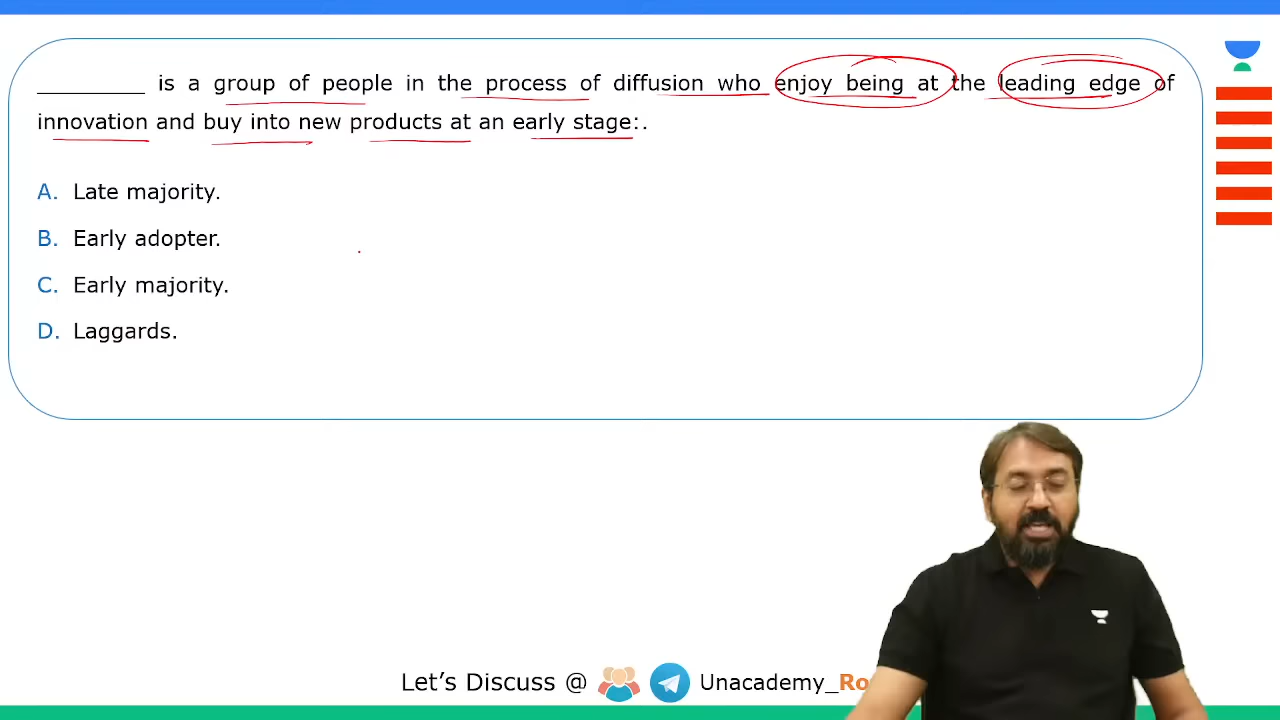 _________ is a group of people in the process of diffusion who enjoy being at the leading edge of
innovation and buy into new products at an early stage:.
A. Late majority.
B. Early adopter.
C. Early majority.
D. Laggards.
Let's Discuss @ Unacademy_Ro